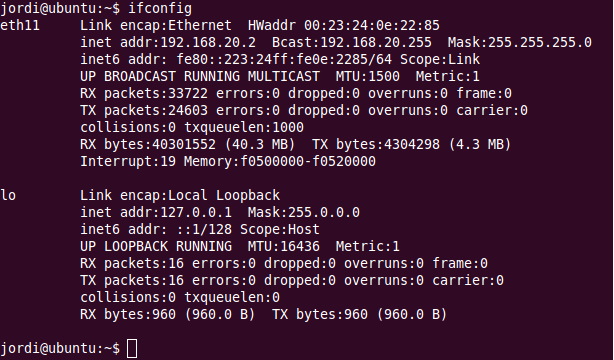 jordi@ubuntu:~$ ifconfig
eth11     Link encap:Ethernet  HWaddr 00:23:24:0e:22:85
          inet addr:192.168.20.2  Bcast:192.168.20.255  Mask:255.255.255.0
          inet6 addr: fe80::223:24ff:fe0e:2285/64 Scope:Link
          UP BROADCAST RUNNING MULTICAST  MTU:1500  Metric:1
          RX packets:33722 errors:0 dropped:0 overruns:0 frame:0
          TX packets:24603 errors:0 dropped:0 overruns:0 carrier:0
          collisions:0 txqueuelen:1000
          RX bytes:40301552 (40.3 MB)  TX bytes:4304298 (4.3 MB)
          Interrupt:19 Memory:f0500000-f0520000
lo        Link encap:Local Loopback
          inet addr:127.0.0.1  Mask:255.0.0.0
          inet6 addr: ::1/128 Scope:Host
          UP LOOPBACK RUNNING  MTU:16436  Metric:1
          RX packets:16 errors:0 dropped:0 overruns:0 frame:0
          TX packets:16 errors:0 dropped:0 overruns:0 carrier:0
          collisions:0 txqueuelen:0
          RX bytes:960 (960.0 B)  TX bytes:960 (960.0 B)
jordi@ubuntu:~$